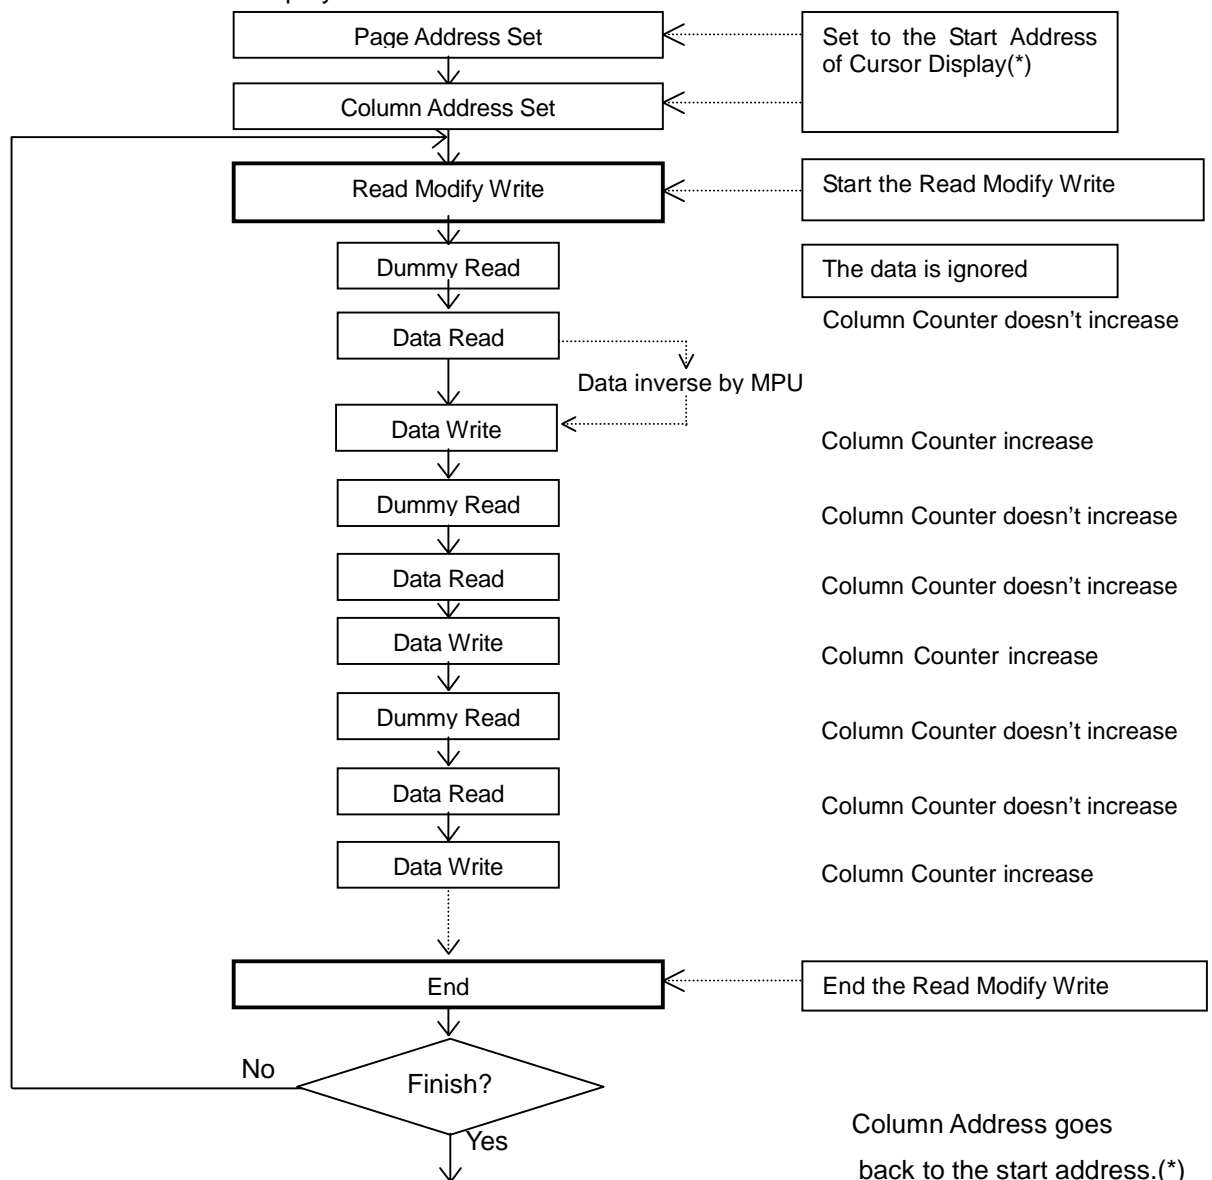 Page Address Set
Set to the Start Address
of Cursor Display(*)
Column Address Set
Read Modify Write
Start the Read Modify Write
Dummy Read
The data is ignored
Column Counter doesn't increase
Data Read
Data inverse by MPU
Data Write
Column Counter increase
Dummy Read
Column Counter doesn't increase
Data Read
Column Counter doesn't increase
Data Write
Column Counter increase
Dummy Read
Column Counter doesn't increase
Data Read
Column Counter doesn't increase
Data Write
Column Counter increase
End
End the Read Modify Write
No
Finish?
Yes
Column Address goes
back to the start address.(*)